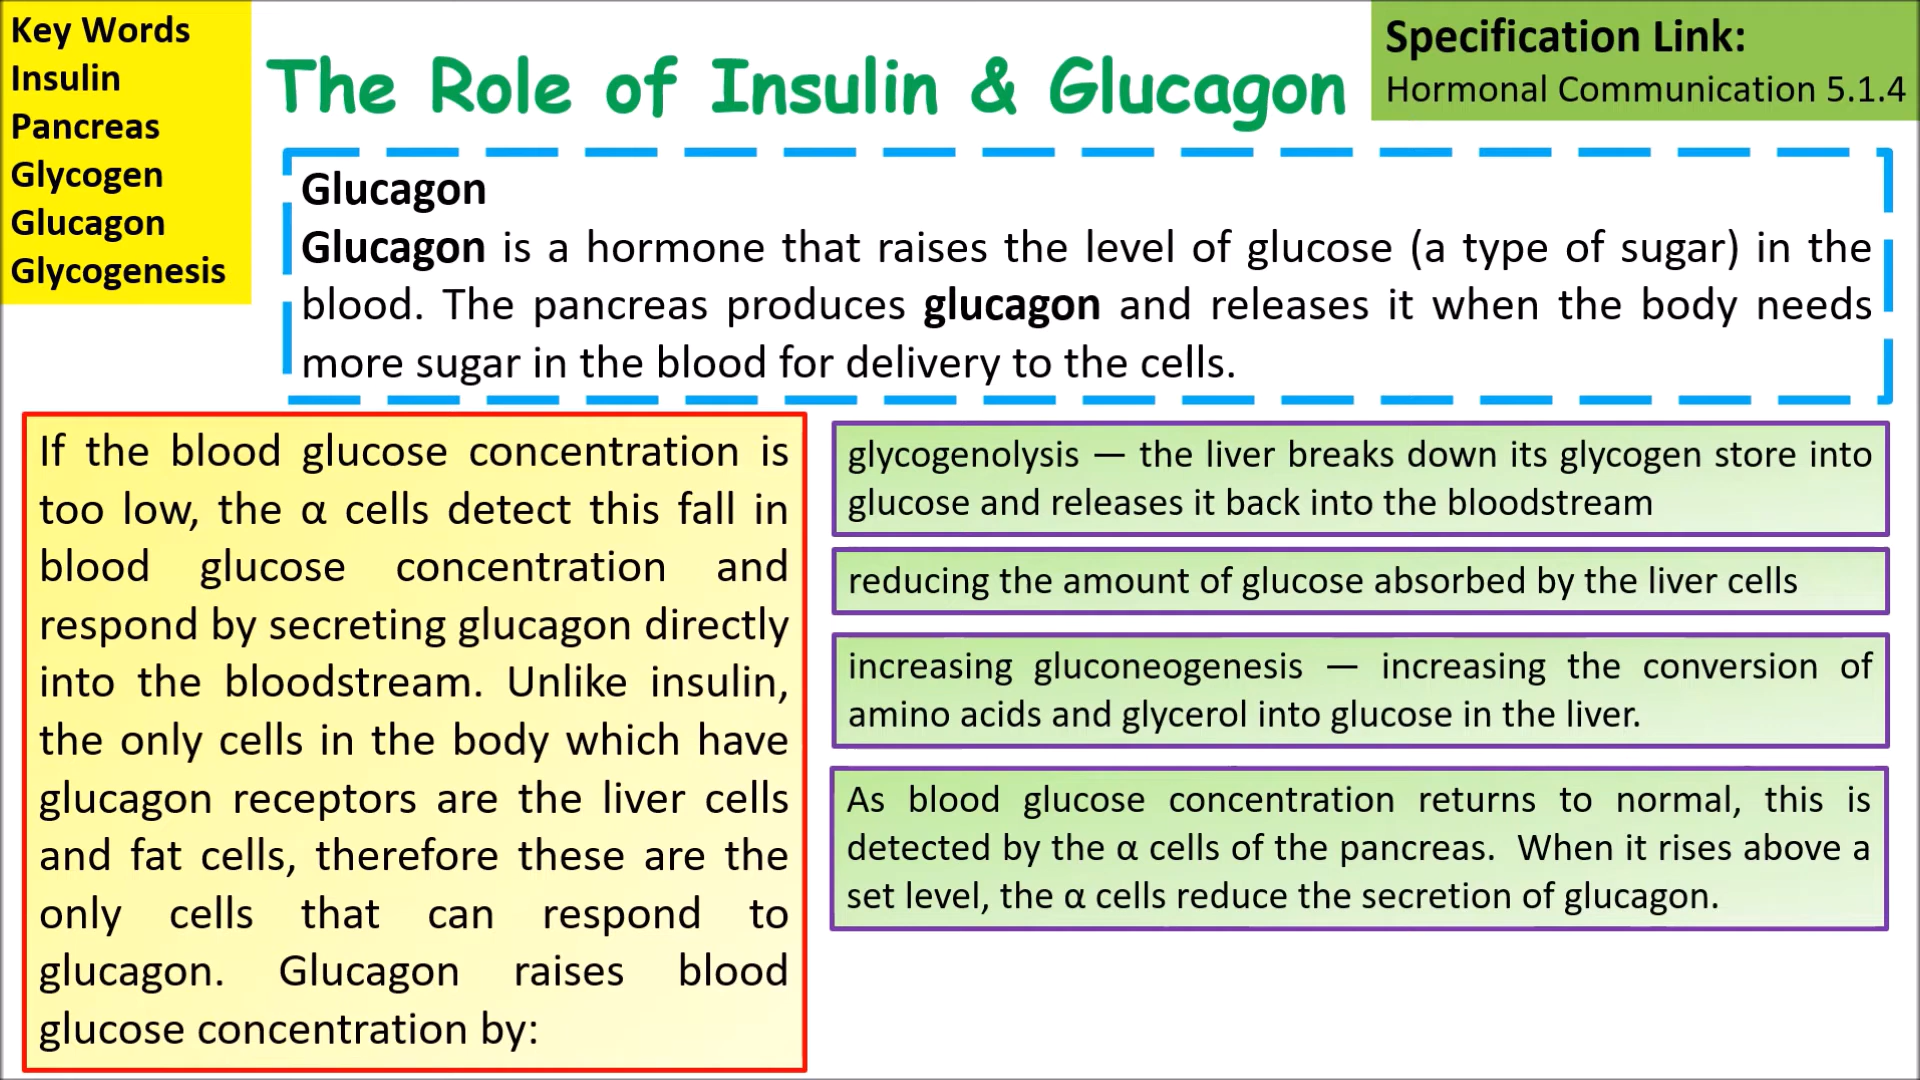 Key Words
Insulin
Pancreas
Glycogen
Glucagon
Glycogenesis
The Role of Insulin & Glucagon
Specification Link:
Hormonal Communication 5.1.4
Glucagon
Glucagon is a hormone that raises the level of glucose (a type of sugar) in the
blood. The pancreas produces glucagon and releases it when the body needs
more sugar in the blood for delivery to the cells.
If the blood glucose concentration is
too low, the α cells detect this fall in
blood glucose concentration and
respond by secreting glucagon directly
into the bloodstream. Unlike insulin,
the only cells in the body which have
glucagon receptors are the liver cells
and fat cells, therefore these are the
only cells that can respond to
glucagon. Glucagon raises blood
glucose concentration by:
glycogenolysis — the liver breaks down its glycogen store into
glucose and releases it back into the bloodstream
reducing the amount of glucose absorbed by the liver cells
increasing gluconeogenesis — increasing the conversion of
amino acids and glycerol into glucose in the liver.
As blood glucose concentration returns to normal, this is
detected by the α cells of the pancreas.  When it rises above a
set level, the α cells reduce the secretion of glucagon.